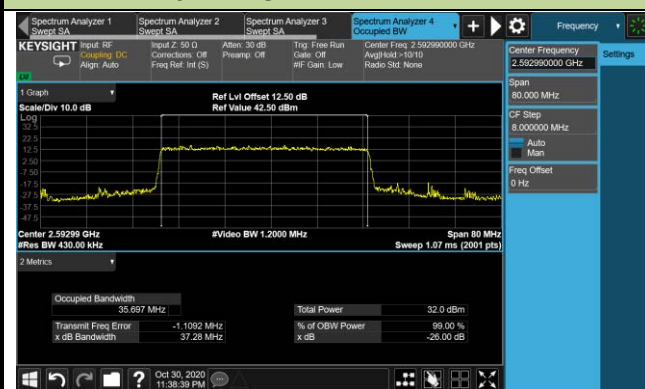 Spectrum Analyzer 1
Swept SA
Spectrum Analyzer 2
Swept SA
Spectrum Analyzer 3
Swept SA
Spectrum Analyzer 4
Occupied BW
Frequency
KEYSIGHT
Input: RF
Coupling: DC
Align: Auto
Input Z: 50 Ω
Corrections: Off
Freq Ref: Int (S)
Atten: 30 dB
Preamp: Off
Trig: Free Run
Gate: Off
#IF Gain: Low
Center Freq: 2.592990000 GHz
Avg|Hold:>10/10
Radio Std: None
Center Frequency
2.592990000 GHz
Settings
Span
80.000 MHz
CF Step
8.000000 MHz
Auto
Man
Freq Offset
0 Hz
1 Graph
Scale/Div 10.0 dB
Ref Lvl Offset 12.50 dB
Ref Value 42.50 dBm
Log
32.5
22.5
12.5
2.50
-7.50
-17.5
-27.5
-37.5
-47.5
Center 2.59299 GHz
#Res BW 430.00 kHz
#Video BW 1.2000 MHz
Span 80 MHz
Sweep 1.07 ms (2001 pts)
2 Metrics
Occupied Bandwidth
35.697 MHz
Total Power
32.0 dBm
Transmit Freq Error
-1.1092 MHz
% of OBW Power
99.00 %
x dB Bandwidth
37.28 MHz
x dB
-26.00 dB
?
Oct 30, 2020
11:38:39 PM